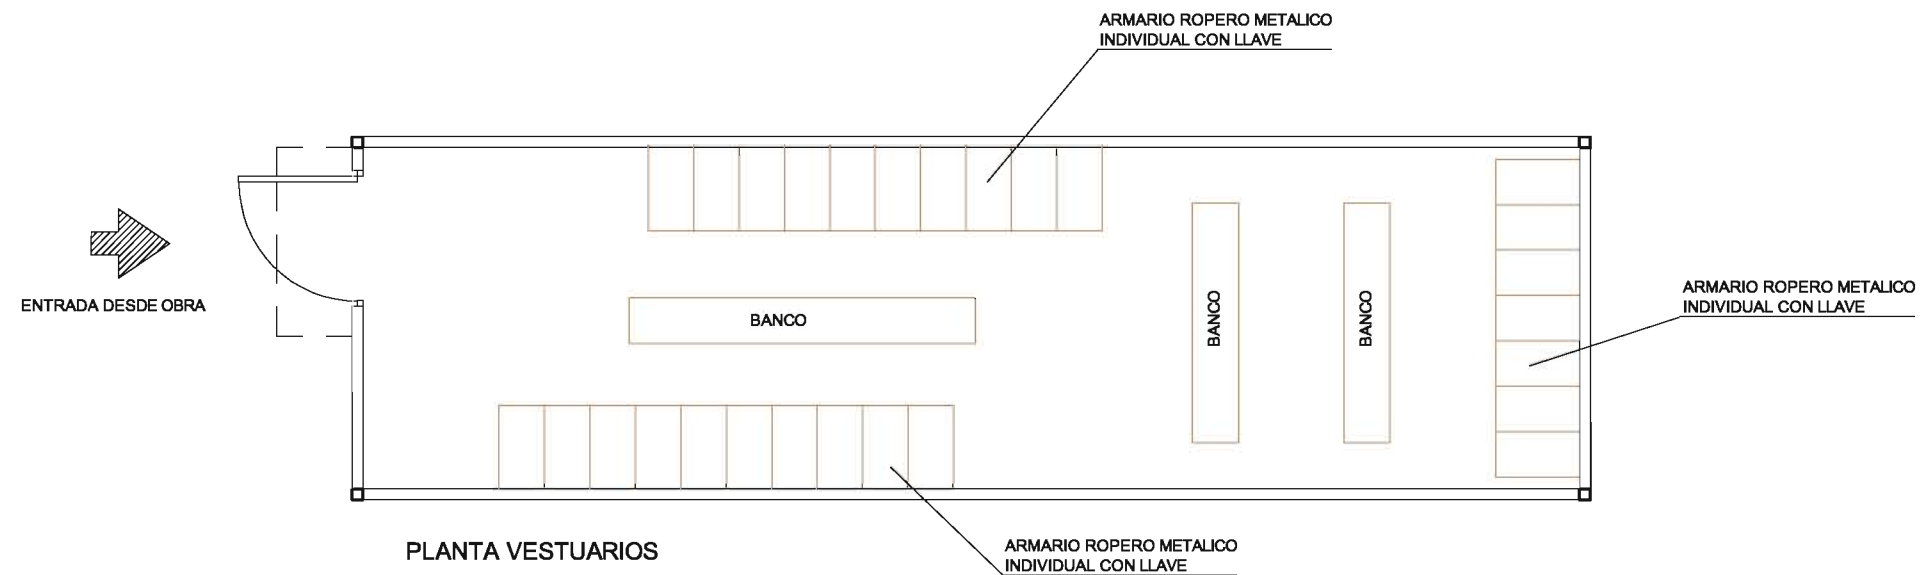 ARMARIO ROPERO METALICO
INDIVIDUAL CON LLAVE
ENTRADA DESDE OBRA
BANCO
BANCO
BANCO
ARMARIO ROPERO METALICO
INDIVIDUAL CON LLAVE
PLANTA VESTUARIOS
ARMARIO ROPERO METALICO
INDIVIDUAL CON LLAVE